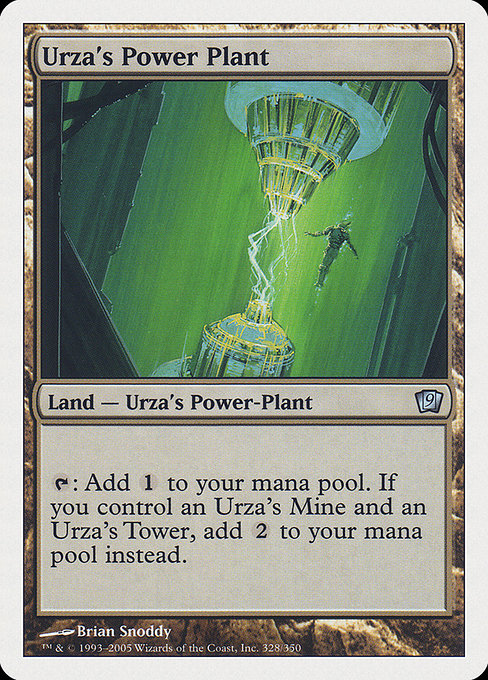 Urza's Power Plant
Land — Urza's Power-Plant
9
: Add 1 to your mana pool. If
you control an Urza's Mine and an
Urza's Tower, add 2 to your mana
pool instead.
Brian Snoddy
™ & © 1993–2005 Wizards of the Coast, Inc. 328/350